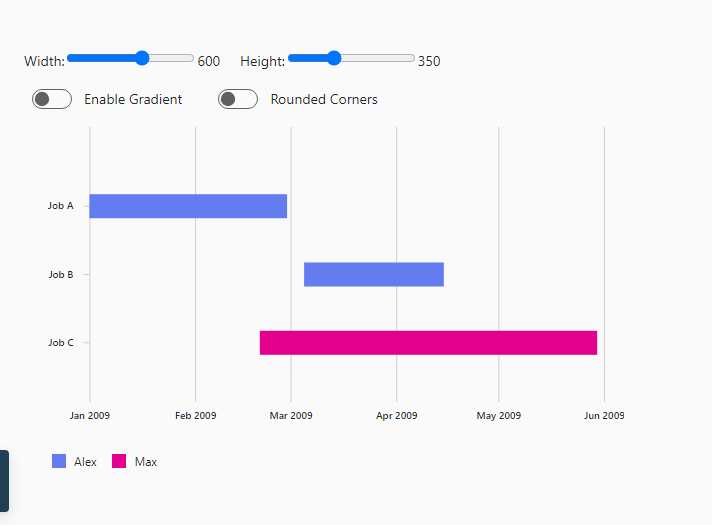 Width: 600 Height: 350
Enable Gradient Rounded Corners
Job A
Job B
Job C
Jan 2009 Feb 2009 Mar 2009 Apr 2009 May 2009 Jun 2009
Alex Max